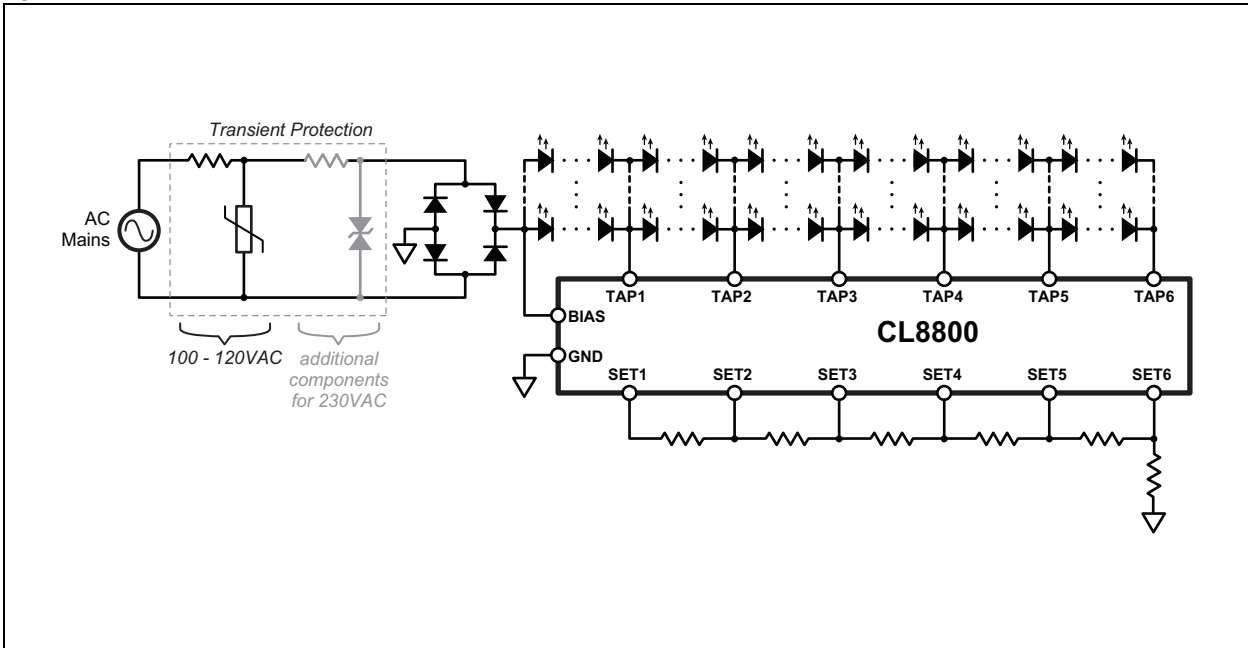 Transient Protection
AC
Mains
100 - 120VAC
additional
components
for 230VAC
TAP1 TAP2 TAP3 TAP4 TAP5 TAP6
BIAS
CL8800
GND
SET1 SET2 SET3 SET4 SET5 SET6